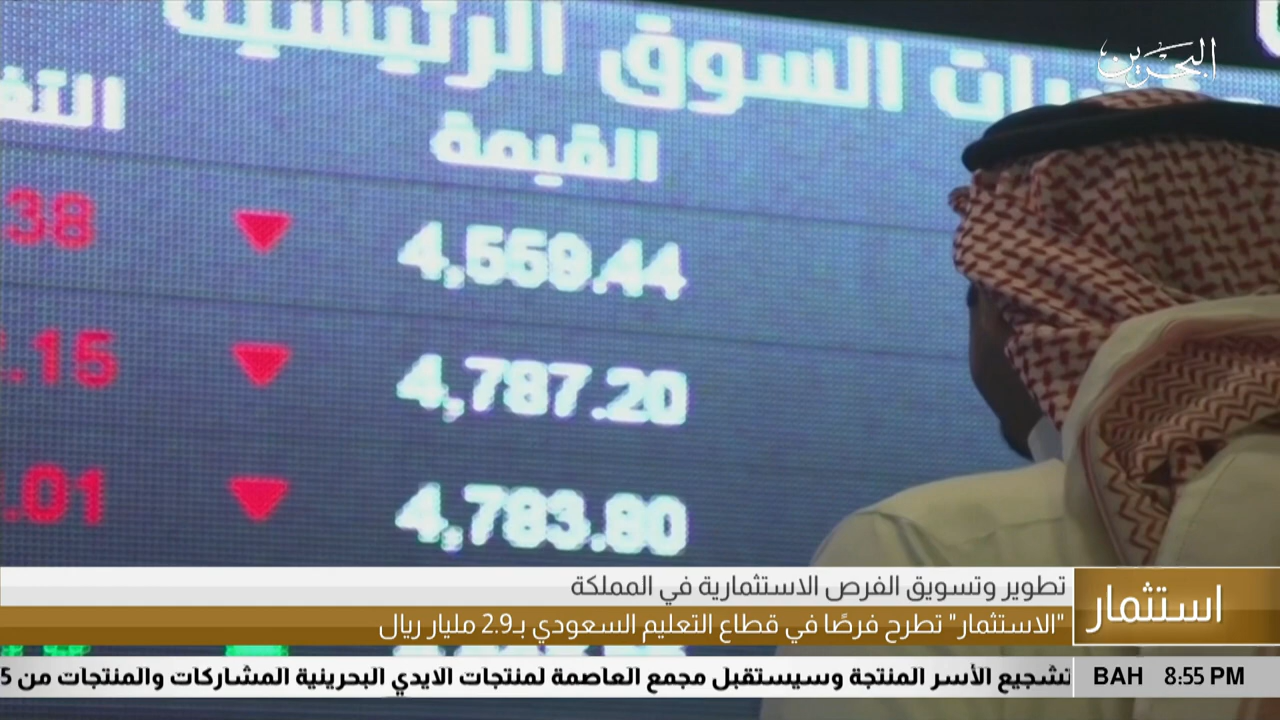 البحرين
السوق الرئيسية
القيمة
4,559.44
38
4,787.20
.15
4,783.80
.01
استثمار
تطوير وتسويق الفرص الاستثمارية في المملكة
"الاستثمار" تطرح فرصًا في قطاع التعليم السعودي بـ2.9 مليار ريال
BAH 8:55 PM
تشجيع الأسر المنتجة وسيستقبل مجمع العاصمة لمنتجات الايدي البحرينية المشاركات والمنتجات من 5